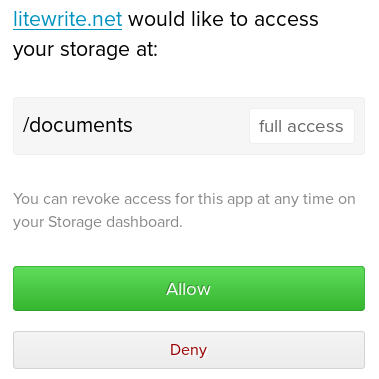 litewrite.net would like to access
your storage at:
/documents full access
You can revoke access for this app at any time on
your Storage dashboard.
Allow
Deny